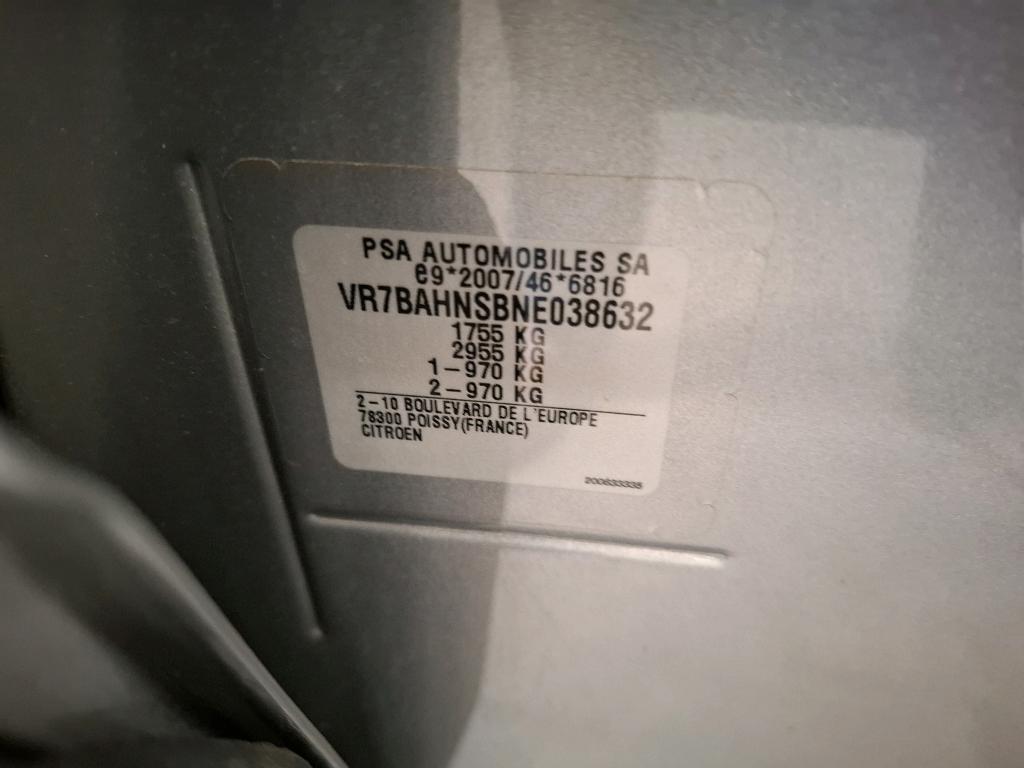 PSA AUTOMOBILES SA
e9*2007/46*6816
VR7BAHNSBNE038632
1755 KG
2955 KG
1-970 KG
2-970 KG
2-10 BOULEVARD DE L'EUROPE
78300 POISSY(FRANCE)
CITROEN
200633335